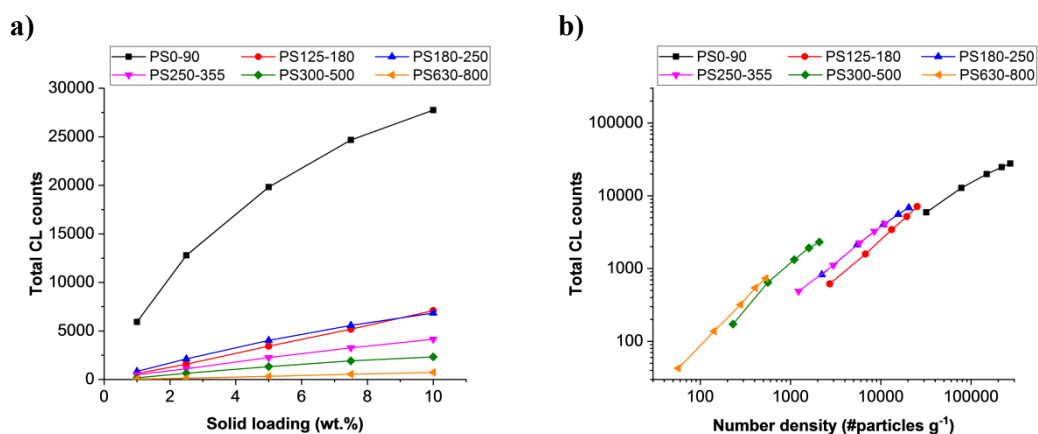 a)
PS0-90 PS125-180 PS180-250
PS250-355 PS300-500 PS630-800
30000
25000
20000
15000
10000
5000
0
0 2 4 6 8 10
Total CL counts
Solid loading (wt.%)
b)
PS0-90 PS125-180 PS180-250
PS250-355 PS300-500 PS630-800
100000
10000
1000
100
100 1000 10000 100000
Total CL counts
Number density (#particles g⁻¹)